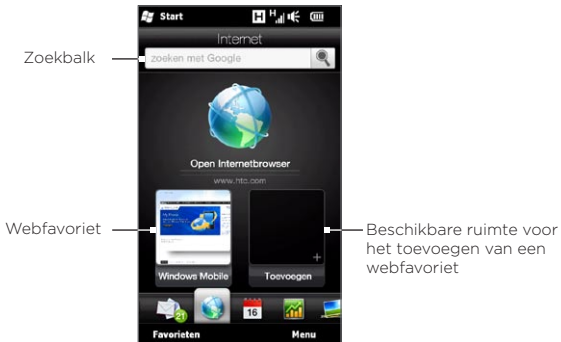 Start
H H
Internet
Zoekbalk
zoeken met Google
Open Internetbrowser
www.htc.com
Webfavoriet
Windows Mobile
Toevoegen
Beschikbare ruimte voor
het toevoegen van een
webfavoriet
21
16
Favorieten
Menu